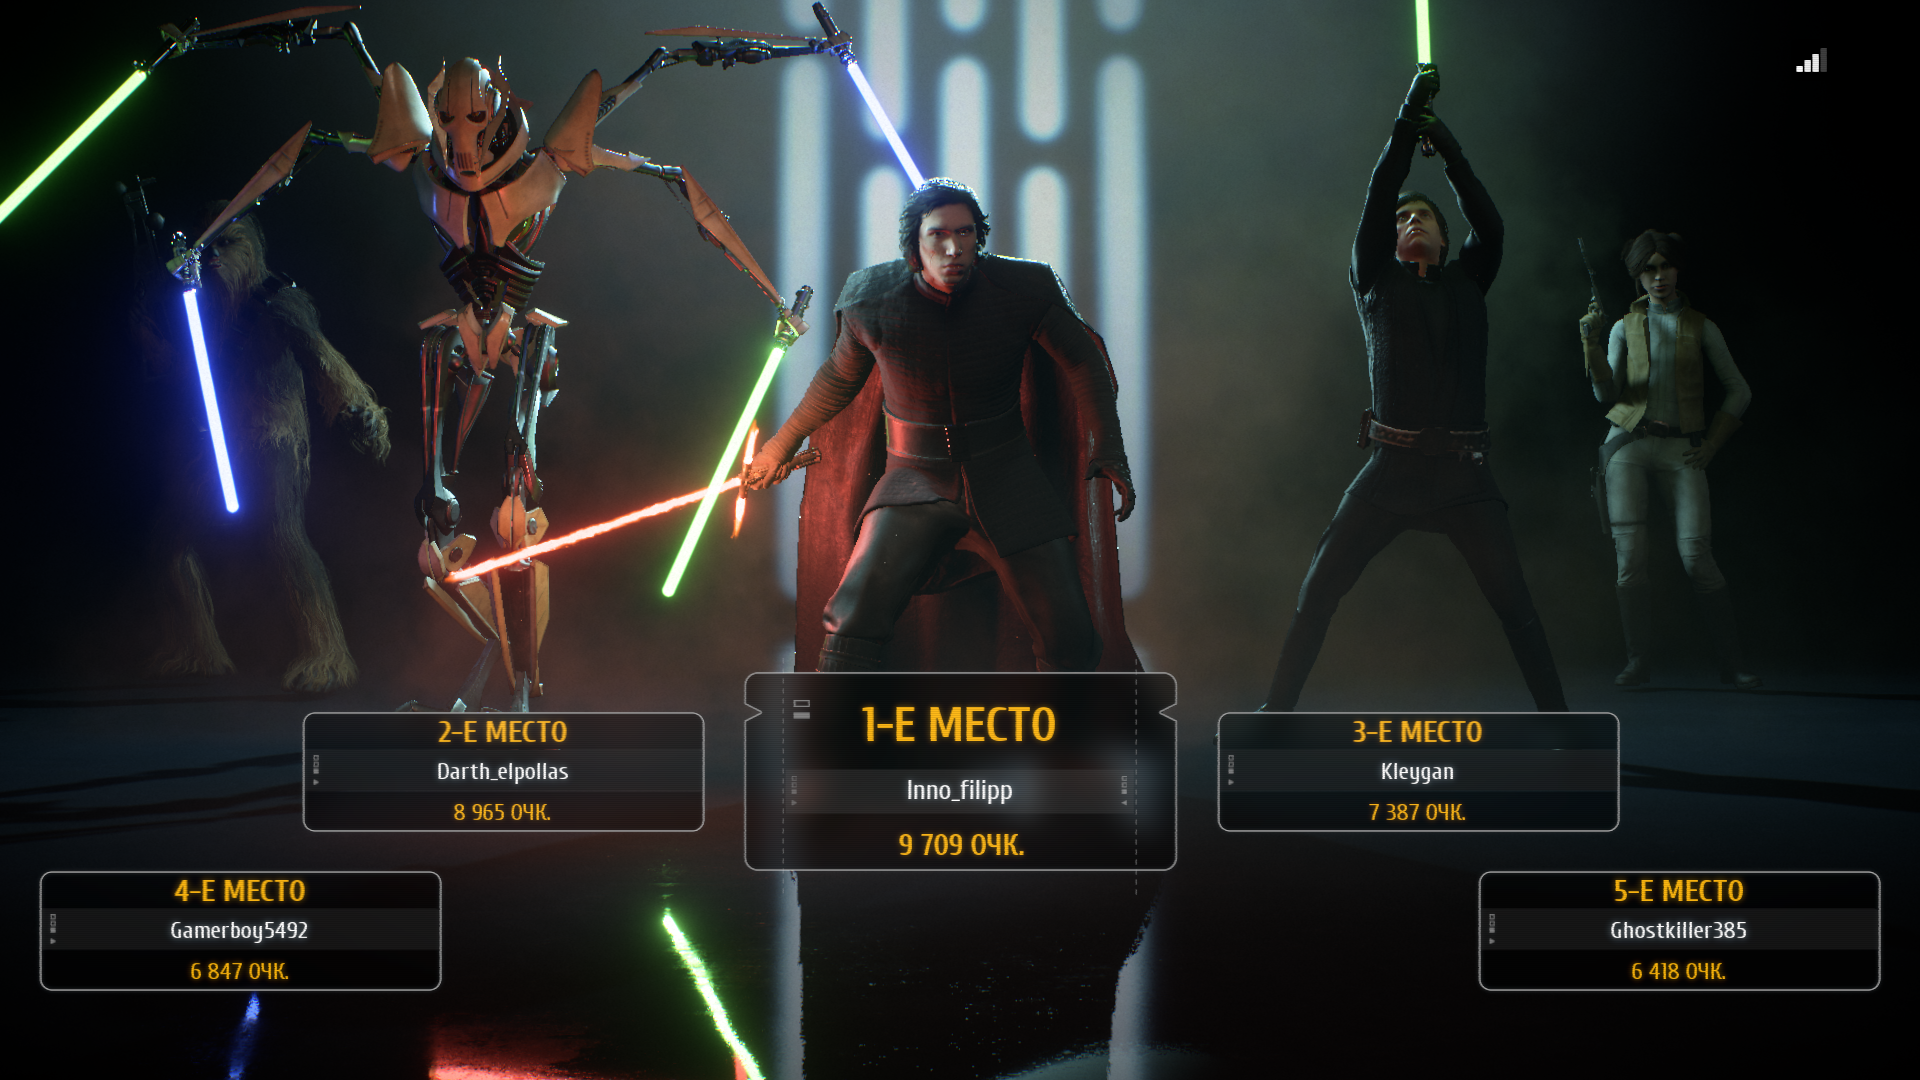 1-Е МЕСТО
Inno_filipp
9 709 ОЧК.
2-Е МЕСТО
Darth_elpollas
8 965 ОЧК.
3-Е МЕСТО
Kleygan
7 387 ОЧК.
4-Е МЕСТО
Gamerboy5492
6 847 ОЧК.
5-Е МЕСТО
Ghostkiller385
6 418 ОЧК.